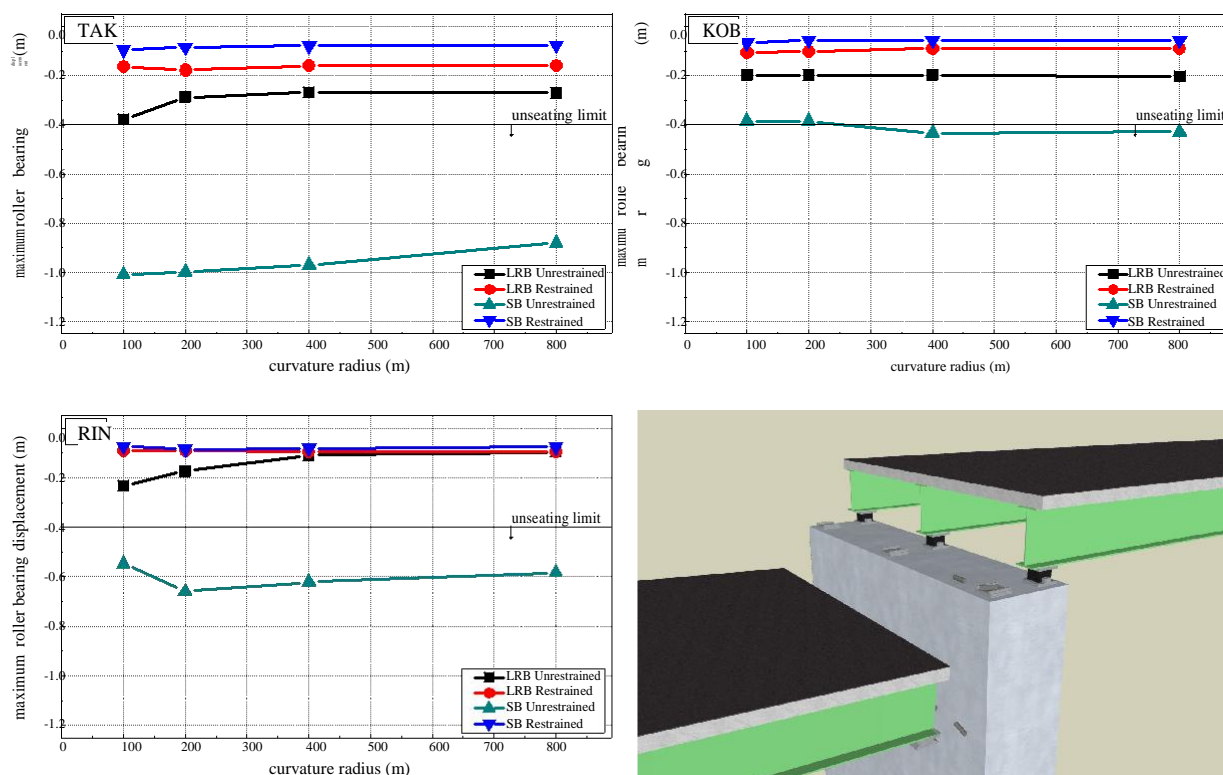 TAK
0.0
-0.2
-0.4
-0.6
-0.8
-1.0
-1.2
maximum roller bearing
(m)
unseating limit
LRB Unrestrained
LRB Restrained
SB Unrestrained
SB Restrained
0 100 200 300 400 500 600 700 800
curvature radius (m)
KOB
0.0
-0.2
-0.4
-0.6
-0.8
-1.0
-1.2
maximu
m
rolle
r
bearin
g
(m)
unseating limit
LRB Unrestrained
LRB Restrained
SB Unrestrained
SB Restrained
0 100 200 300 400 500 600 700 800
curvature radius (m)
RIN
0.0
-0.2
-0.4
-0.6
-0.8
-1.0
-1.2
maximum roller bearing displacement (m)
unseating limit
LRB Unrestrained
LRB Restrained
SB Unrestrained
SB Restrained
0 100 200 300 400 500 600 700 800
curvature radius (m)